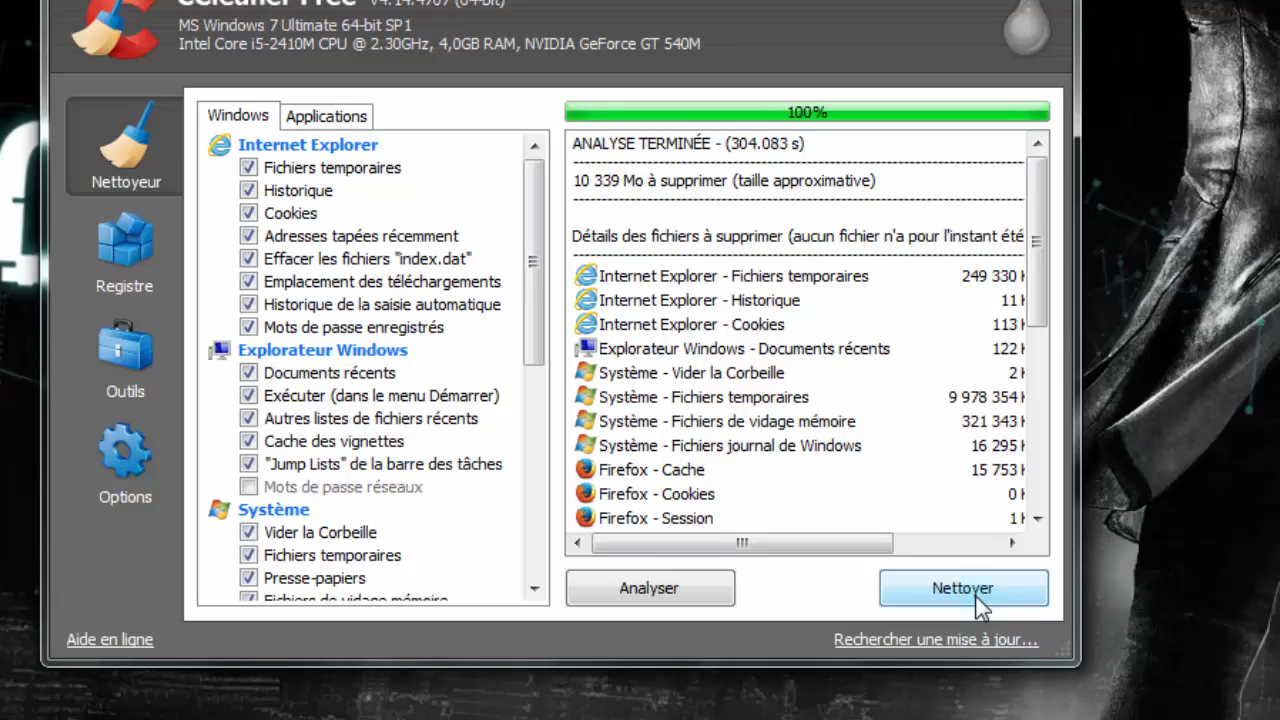 MS Windows 7 Ultimate 64-bit SP1
Intel Core i5-2410M CPU @ 2.30GHz, 4,0GB RAM, NVIDIA GeForce GT 540M
Nettoyeur
Registre
Outils
Options
Windows
Applications
Internet Explorer
Fichiers temporaires
Historique
Cookies
Adresses tapées récemment
Effacer les fichiers "index.dat"
Emplacement des téléchargements
Historique de la saisie automatique
Mots de passe enregistrés
Explorateur Windows
Documents récents
Exécuter (dans le menu Démarrer)
Autres listes de fichiers récents
Cache des vignettes
"Jump Lists" de la barre des tâches
Mots de passe réseaux
Système
Vider la Corbeille
Fichiers temporaires
Presse-papiers
Fichiers de vidage mémoire
100%
ANALYSE TERMINÉE - (304.083 s)
10 339 Mo à supprimer (taille approximative)
Détails des fichiers à supprimer (aucun fichier n'a pour l'instant été
Internet Explorer - Fichiers temporaires 249 330 K
Internet Explorer - Historique 11 K
Internet Explorer - Cookies 113 K
Explorateur Windows - Documents récents 122 K
Système - Vider la Corbeille 2 K
Système - Fichiers temporaires 9 978 354 K
Système - Fichiers de vidage mémoire 321 343 K
Système - Fichiers journal de Windows 16 295 K
Firefox - Cache 15 753 K
Firefox - Cookies 0 K
Firefox - Session 1 K
Analyser
Nettoyer
Aide en ligne
Rechercher une mise à jour...